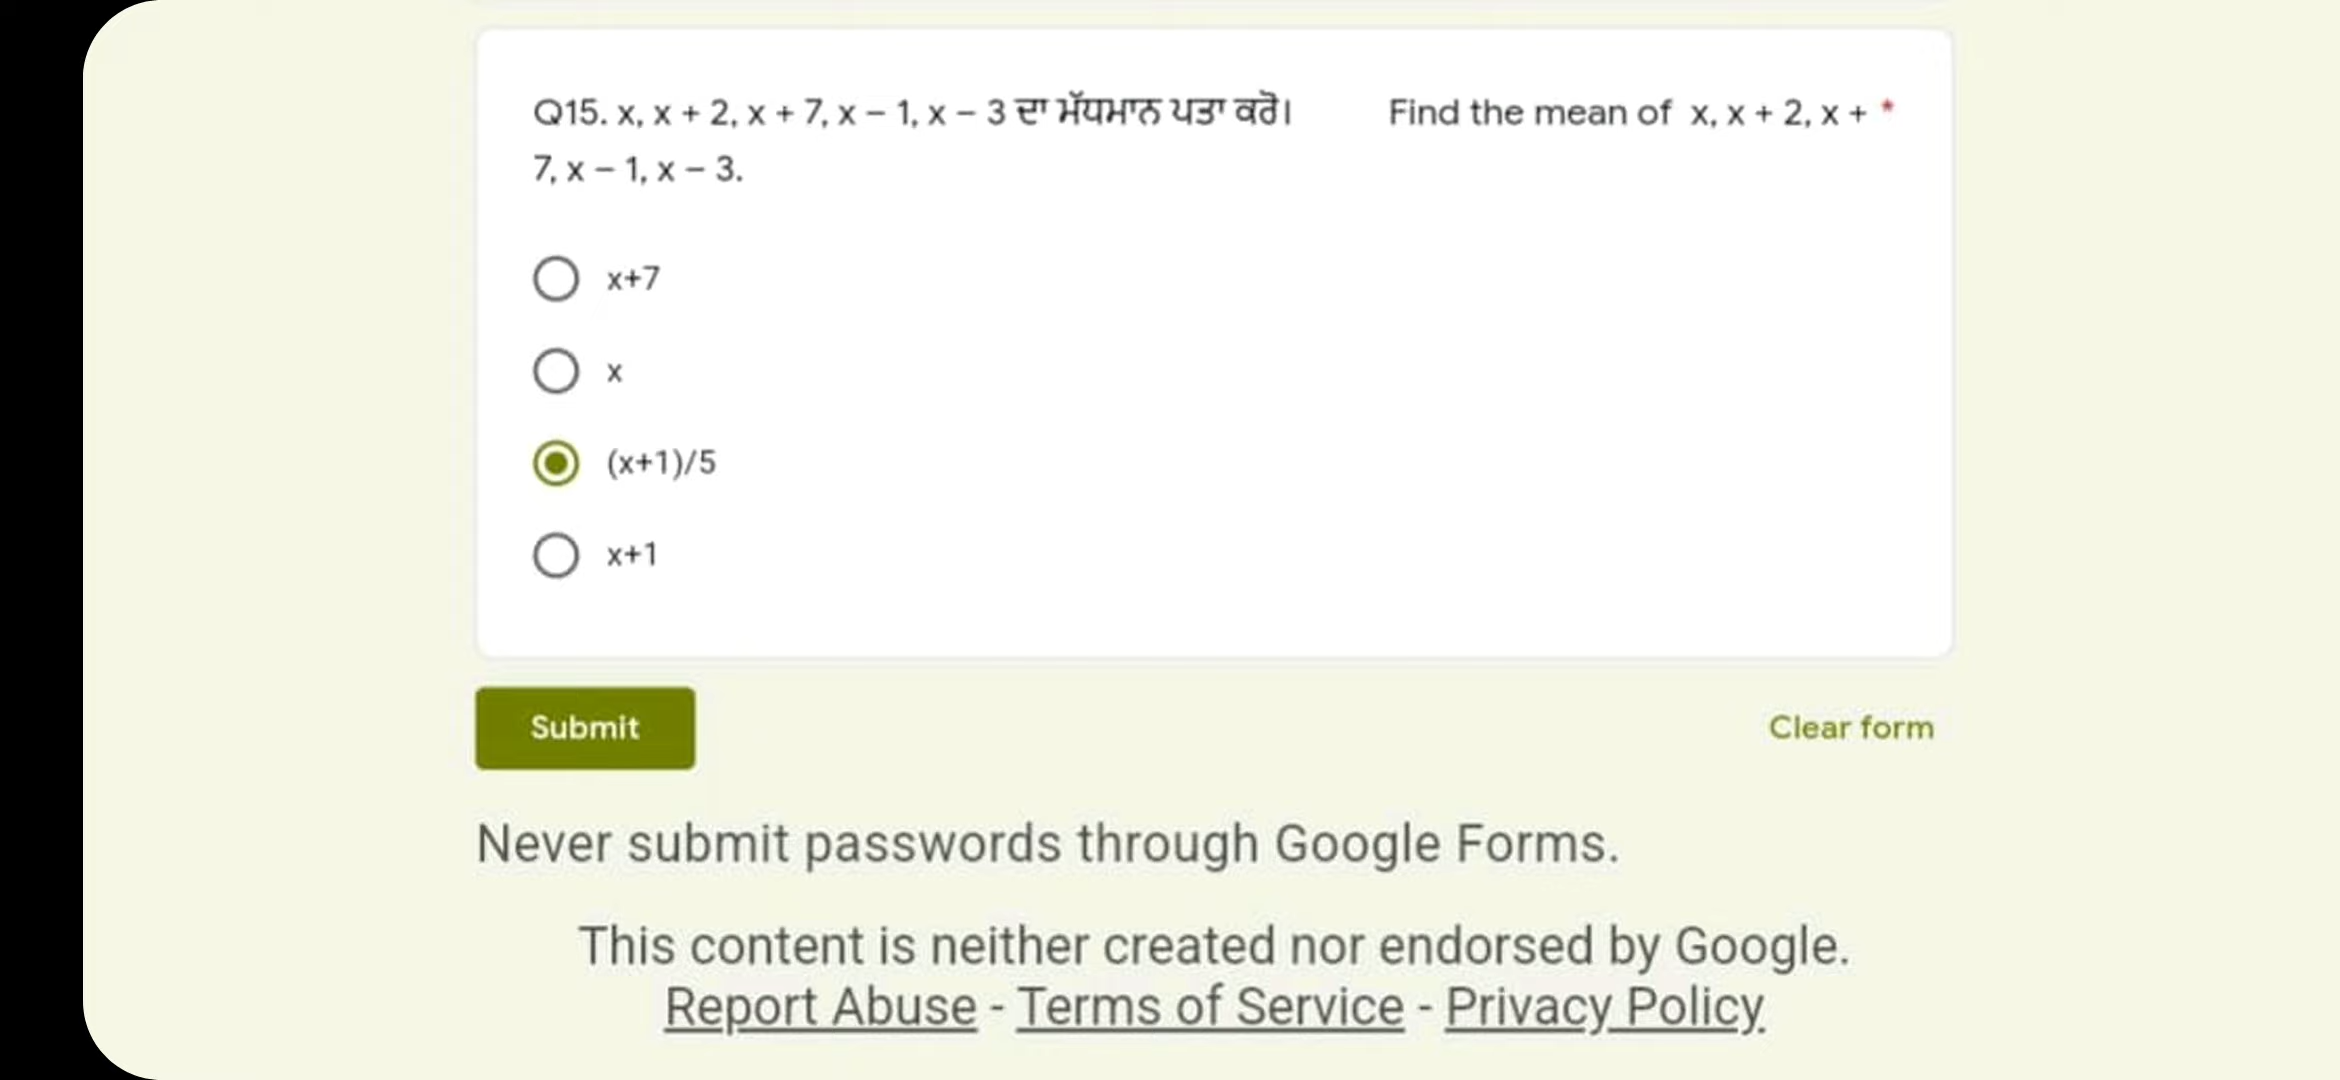 Q15. x, x + 2, x + 7, x – 1, x – 3 ਦਾ ਮੱਧਮਾਨ ਪਤਾ ਕਰੋ। Find the mean of x, x + 2, x + *
7, x – 1, x – 3.
x+7
x
(x+1)/5
x+1
Submit
Clear form
Never submit passwords through Google Forms.
This content is neither created nor endorsed by Google.
Report Abuse - Terms of Service - Privacy Policy.